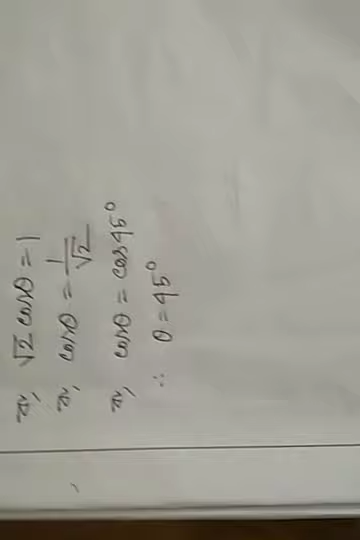 বা, √2 cosθ = 1
বা, cosθ = 1/√2
বা, cosθ = cos45°
∴ θ = 45°